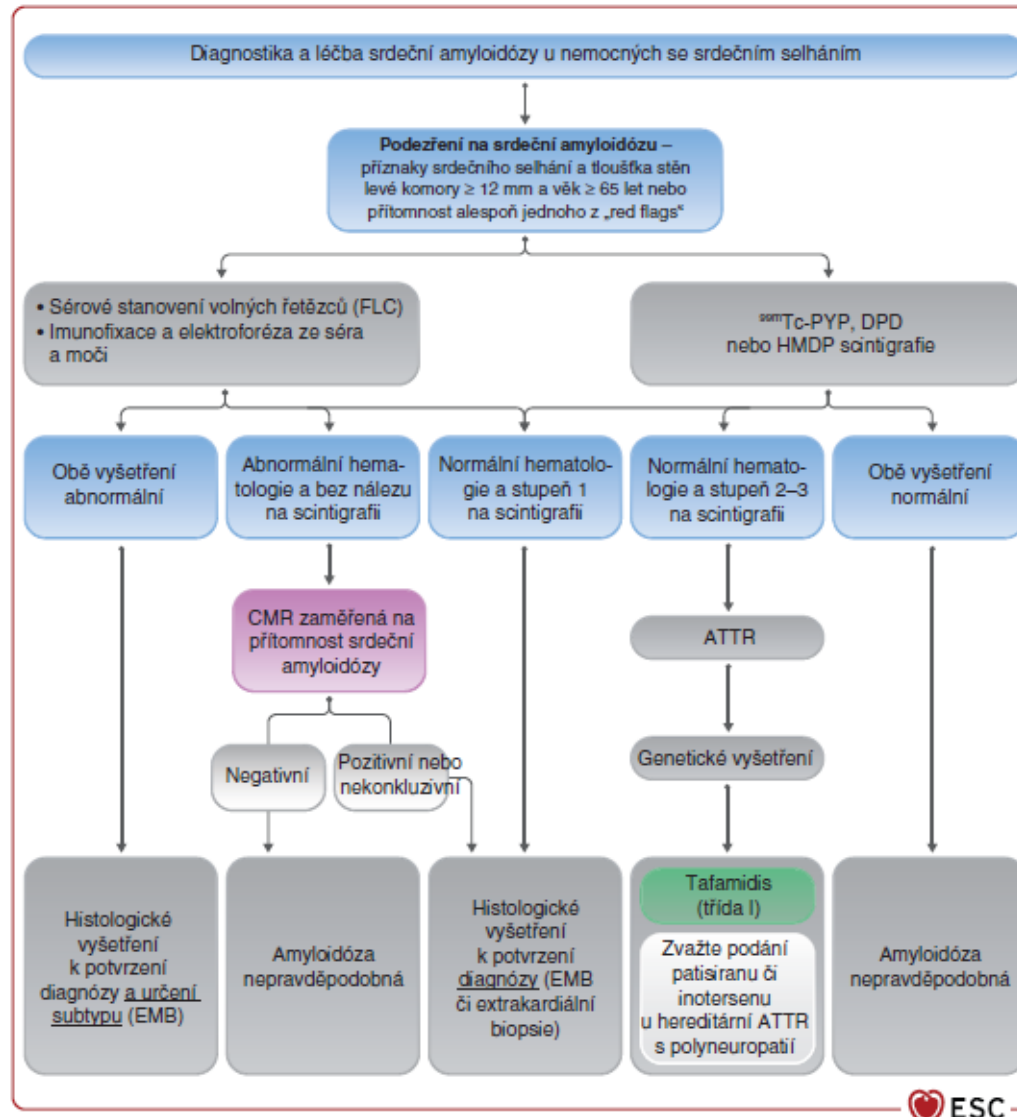 Diagnostika a léčba srdeční amyloidózy u nemocných se srdečním selháním
Podezření na srdeční amyloidózu –
příznaky srdečního selhání a tloušťka stěn
levé komory ≥ 12 mm a věk ≥ 65 let nebo
přítomnost alespoň jednoho z „red flags“
• Sérové stanovení volných řetězců (FLC)
• Imunofixace a elektroforéza ze séra
a moči
99mTc-PYP, DPD
nebo HMDP scintigrafie
Obě vyšetření
abnormální
Abnormální hema-
tologie a bez nálezu
na scintigrafii
Normální hematolo-
gie a stupeň 1
na scintigrafii
Normální hemato-
logie a stupeň 2–3
na scintigrafii
Obě vyšetření
normální
CMR zaměřená na
přítomnost srdeční
amyloidózy
ATTR
Negativní
Pozitivní nebo
nekonkluzivní
Genetické vyšetření
Histologické
vyšetření
k potvrzení
diagnózy a určení
subtypu (EMB)
Amyloidóza
nepravděpodobná
Histologické
vyšetření
k potvrzení
diagnózy (EMB
či extrakardiální
biopsie)
Tafamidis
(třída I)
Zvažte podání
patisiranu či
inotersenu
u hereditární ATTR
s polyneuropatií
Amyloidóza
nepravděpodobná
ESC